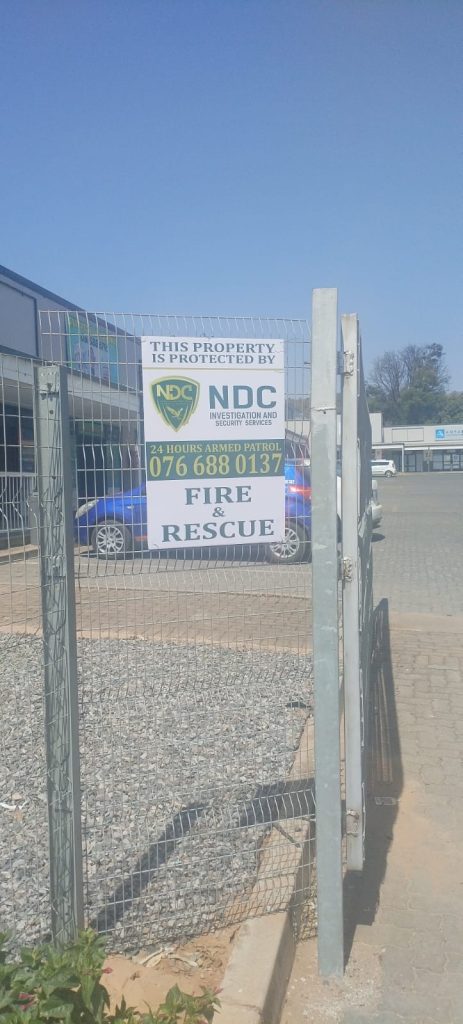 THIS PROPERTY
IS PROTECTED BY
NDC
NDC
INVESTIGATION AND
SECURITY SERVICES
24 HOURS ARMED PATROL
076 688 0137
FIRE
&
RESCUE